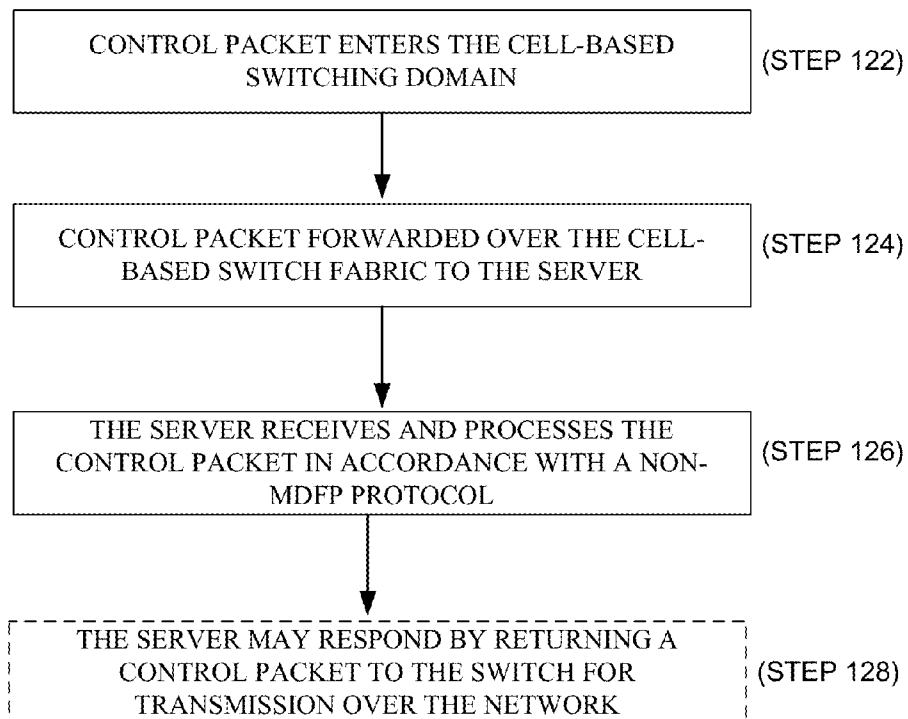 CONTROL PACKET ENTERS THE CELL-BASED
SWITCHING DOMAIN
(STEP 122)
CONTROL PACKET FORWARDED OVER THE CELL-
BASED SWITCH FABRIC TO THE SERVER
(STEP 124)
THE SERVER RECEIVES AND PROCESSES THE
CONTROL PACKET IN ACCORDANCE WITH A NON-
MDFP PROTOCOL
(STEP 126)
THE SERVER MAY RESPOND BY RETURNING A
CONTROL PACKET TO THE SWITCH FOR
TRANSMISSION OVER THE NETWORK
(STEP 128)